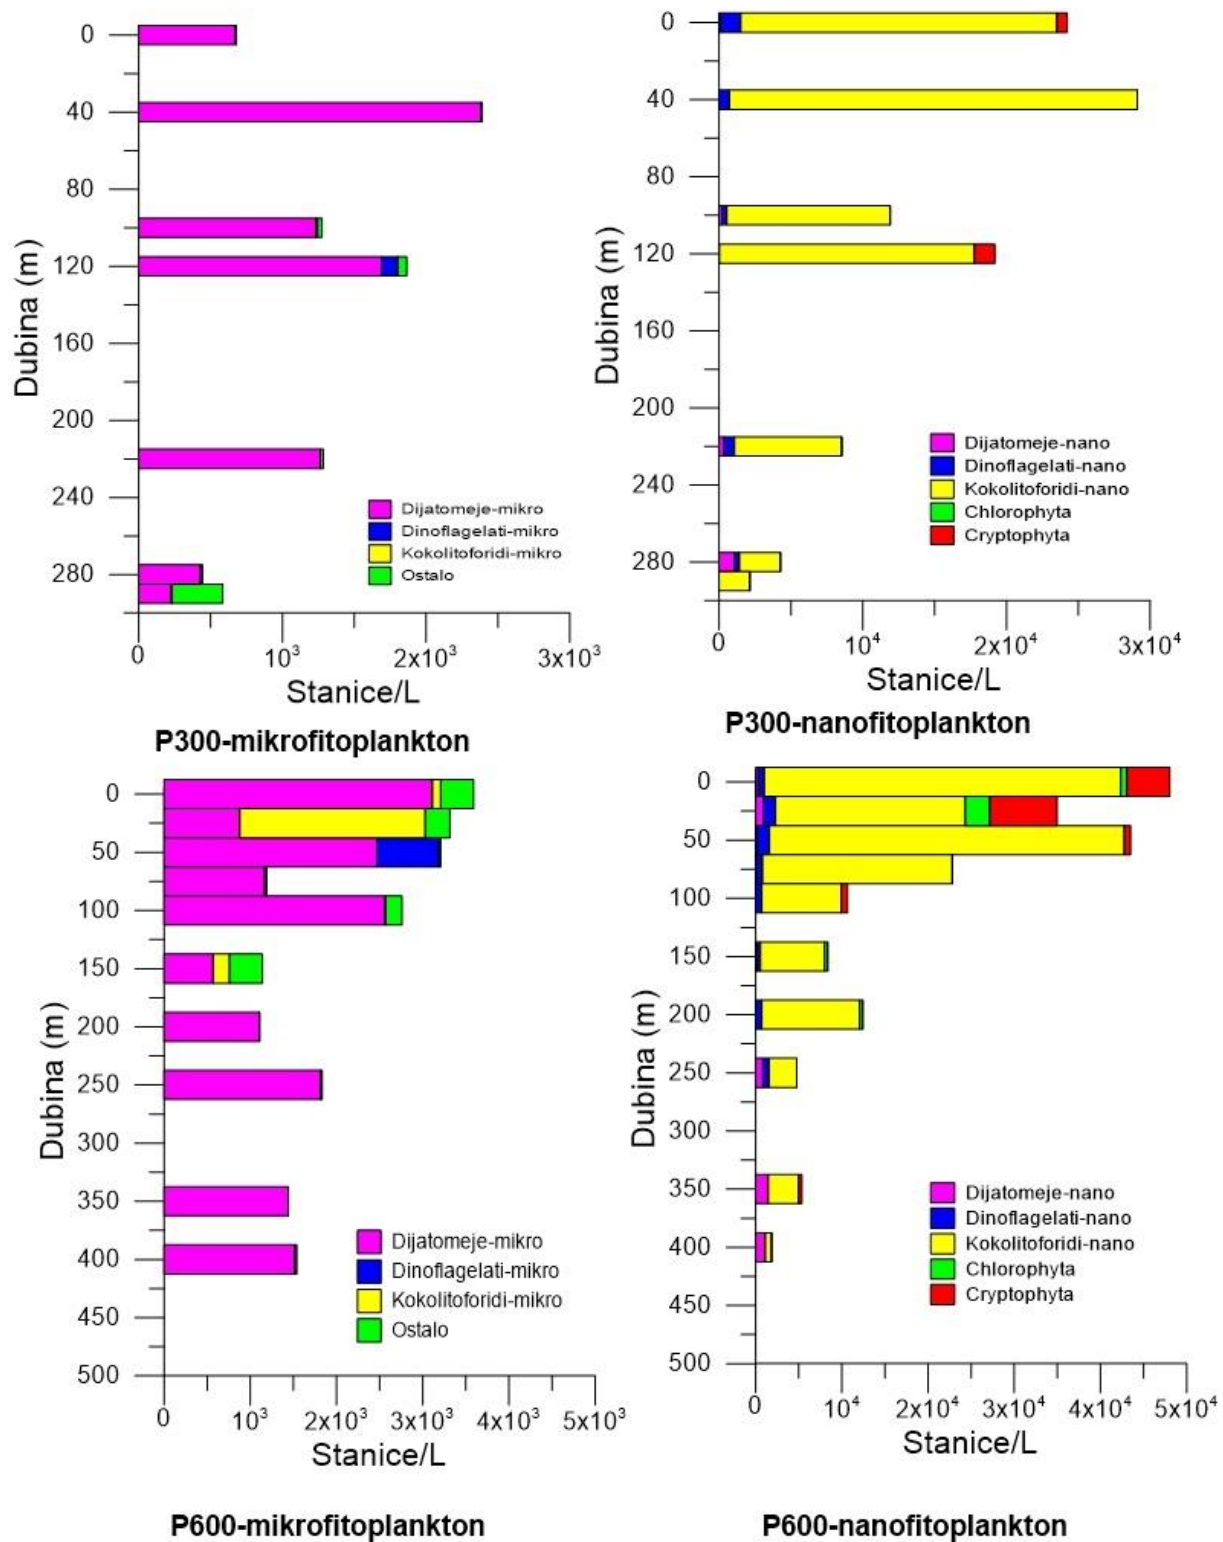 0
40
80
120
160
200
240
280
Dubina (m)
Dijatomeje-mikro
Dinoflagelati-mikro
Kokolitoforidi-mikro
Ostalo
0 10³ 2x10³ 3x10³
Stanice/L
P300-mikrofitoplankton
0
40
80
120
160
200
240
280
Dubina (m)
Dijatomeje-nano
Dinoflagelati-nano
Kokolitoforidi-nano
Chlorophyta
Cryptophyta
0 10⁴ 2x10⁴ 3x10⁴
Stanice/L
P300-nanofitoplankton
0
50
100
150
200
250
300
350
400
450
500
Dubina (m)
Dijatomeje-mikro
Dinoflagelati-mikro
Kokolitoforidi-mikro
Ostalo
0 10³ 2x10³ 3x10³ 4x10³ 5x10³
Stanice/L
P600-mikrofitoplankton
0
50
100
150
200
250
300
350
400
450
500
Dubina (m)
Dijatomeje-nano
Dinoflagelati-nano
Kokolitoforidi-nano
Chlorophyta
Cryptophyta
0 10⁴ 2x10⁴ 3x10⁴ 4x10⁴ 5x10⁴
Stanice/L
P600-nanofitoplankton